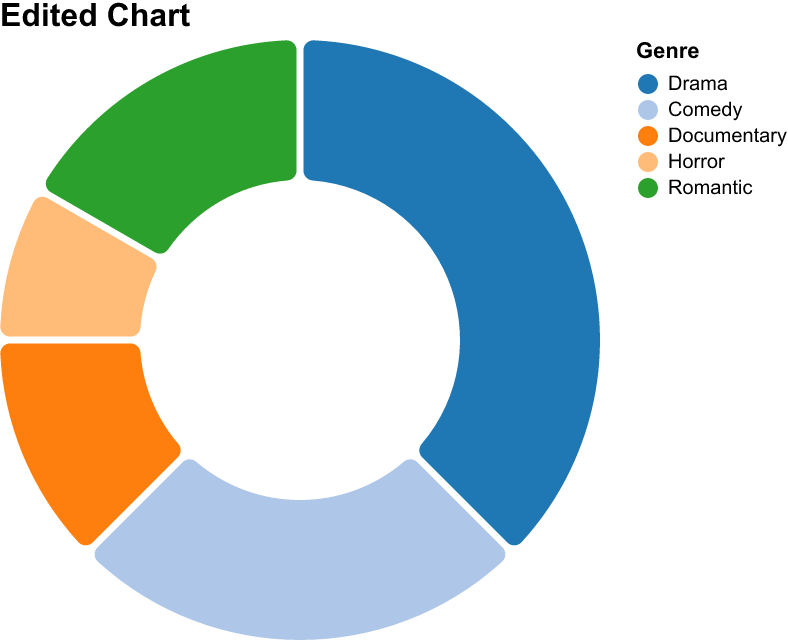 Edited Chart
Genre
Drama
Comedy
Documentary
Horror
Romantic